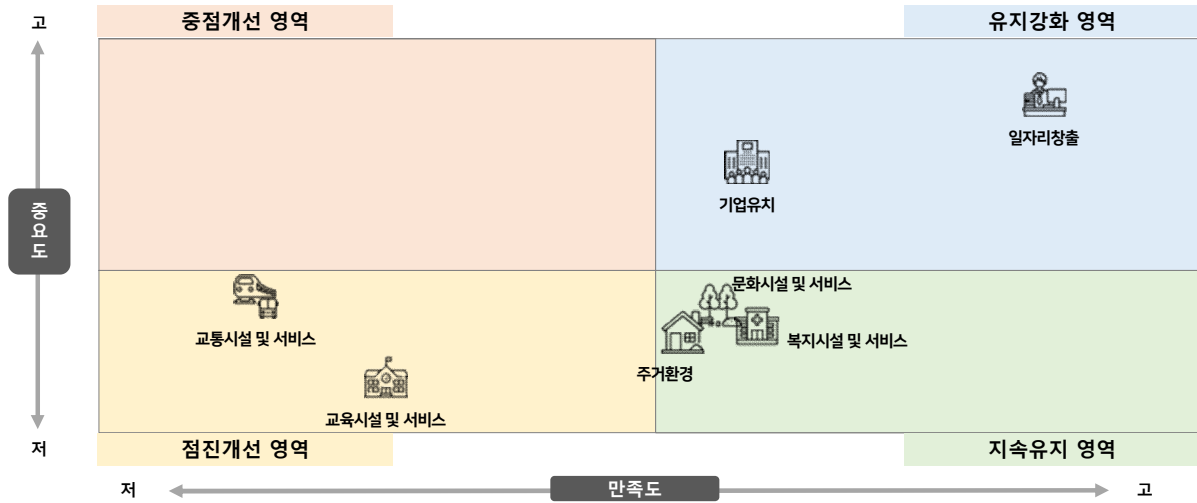 고
중점개선 영역
유지강화 영역
일자리창출
기업유치
중요도
문화시설 및 서비스
교통시설 및 서비스
복지시설 및 서비스
주거환경
교육시설 및 서비스
저
점진개선 영역
지속유지 영역
저
만족도
고